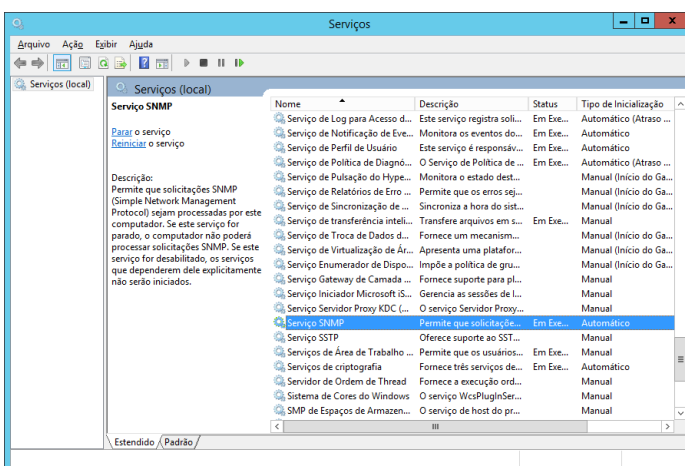 Serviços
Arquivo Ação Exibir Ajuda
Serviços (local)
Serviços (local)
Serviço SNMP
Parar o serviço
Reiniciar o serviço
Descrição:
Permite que solicitações SNMP
(Simple Network Management
Protocol) sejam processadas por este
computador. Se este serviço for
parado, o computador não poderá
processar solicitações SNMP. Se este
serviço for desabilitado, os serviços
que dependerem dele explicitamente
não serão iniciados.
Nome Descrição Status Tipo de Inicialização
Serviço de Log para Acesso d... Este serviço registra soli... Em Exe... Automático (Atraso ...
Serviço de Notificação de Eve... Monitora os eventos do... Em Exe... Automático
Serviço de Perfil de Usuário Este serviço é responsáv... Em Exe... Automático
Serviço de Política de Diagnó... O Serviço de Política de ... Em Exe... Automático (Atraso ...
Serviço de Pulsação do Hype... Monitora o estado dest... Manual (Início do Ga...
Serviço de Relatórios de Erro ... Permite que os erros sej... Manual (Início do Ga...
Serviço de Sincronização de ... Sincroniza a hora do sist... Manual (Início do Ga...
Serviço de transferência inteli... Transfere arquivos em s... Em Exe... Manual
Serviço de Troca de Dados d... Fornece um mecanism... Manual (Início do Ga...
Serviço de Virtualização de Ár... Apresenta uma platafor... Manual (Início do Ga...
Serviço Enumerador de Dispo... Impõe a política de gru... Manual (Início do Ga...
Serviço Gateway de Camada ... Fornece suporte para pl... Manual
Serviço Iniciador Microsoft iS... Gerencia as sessões de I... Manual
Serviço Servidor Proxy KDC (... O serviço Servidor Proxy... Manual
Serviço SNMP Permite que solicitaçõe... Em Exe... Automático
Serviço SSTP Oferece suporte ao SST... Manual
Serviços de Área de Trabalho ... Permite que os usuários... Em Exe... Manual
Serviços de criptografia Fornece três serviços de... Em Exe... Automático
Servidor de Ordem de Thread Fornece a execução ord... Manual
Sistema de Cores do Windows O serviço WcsPlugInSer... Manual
SMP de Espaços de Armazen... O serviço de host do pr... Manual
Estendido Padrão